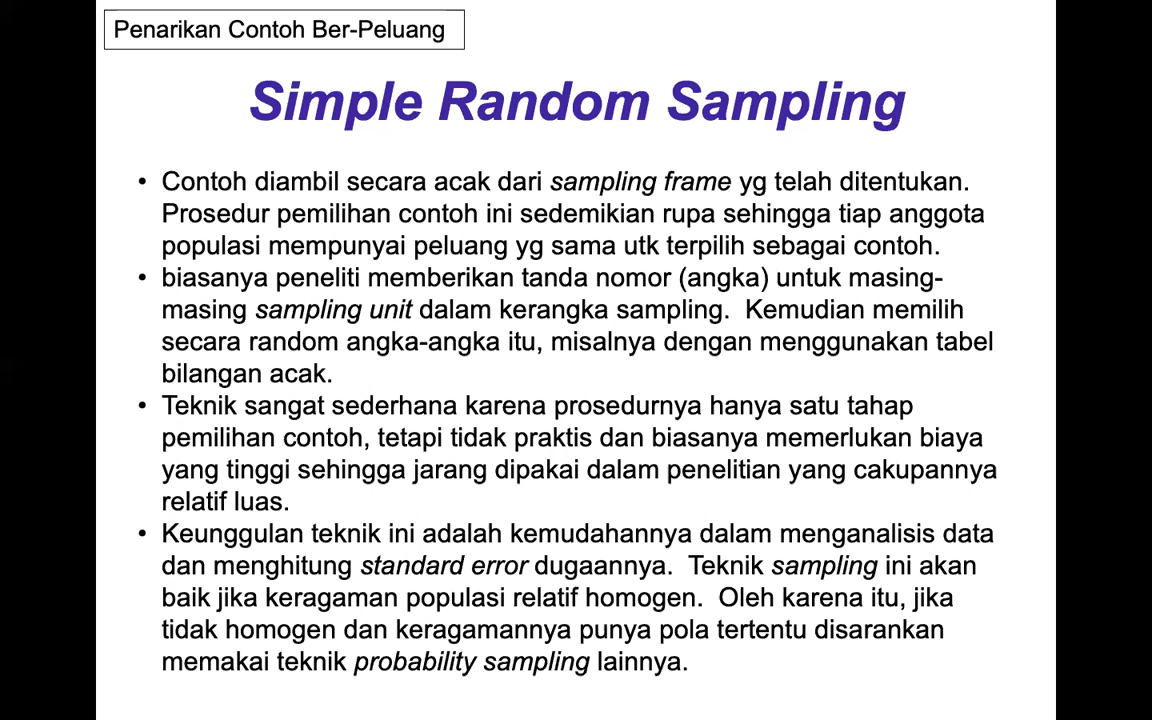 Penarikan Contoh Ber-Peluang
Simple Random Sampling
• Contoh diambil secara acak dari sampling frame yg telah ditentukan.
Prosedur pemilihan contoh ini sedemikian rupa sehingga tiap anggota
populasi mempunyai peluang yg sama utk terpilih sebagai contoh.
• biasanya peneliti memberikan tanda nomor (angka) untuk masing-
masing sampling unit dalam kerangka sampling. Kemudian memilih
secara random angka-angka itu, misalnya dengan menggunakan tabel
bilangan acak.
• Teknik sangat sederhana karena prosedurnya hanya satu tahap
pemilihan contoh, tetapi tidak praktis dan biasanya memerlukan biaya
yang tinggi sehingga jarang dipakai dalam penelitian yang cakupannya
relatif luas.
• Keunggulan teknik ini adalah kemudahannya dalam menganalisis data
dan menghitung standard error dugaannya. Teknik sampling ini akan
baik jika keragaman populasi relatif homogen. Oleh karena itu, jika
tidak homogen dan keragamannya punya pola tertentu disarankan
memakai teknik probability sampling lainnya.